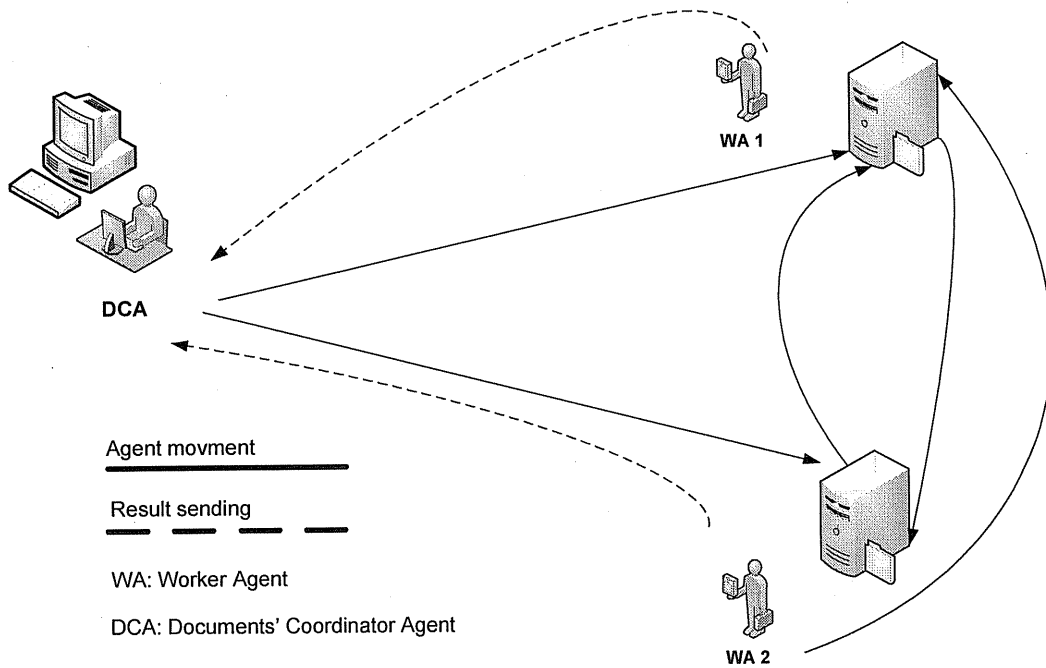 WA 1
DCA
Agent movment
Result sending
WA: Worker Agent
DCA: Documents' Coordinator Agent
WA 2